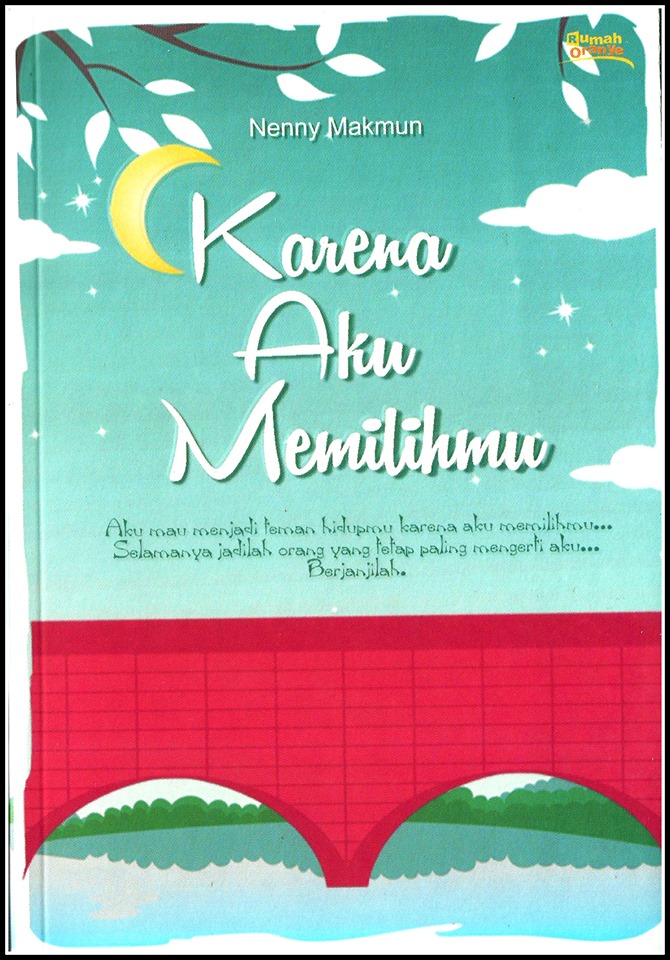 Rumah
Oranye
Nenny Makmun
Karena
Aku
Memilihmu
Aku mau menjadi teman hidupmu karena aku memilihmu...
Selamanya jadilah orang yang tetap paling mengerti aku...
Berjanjilah.